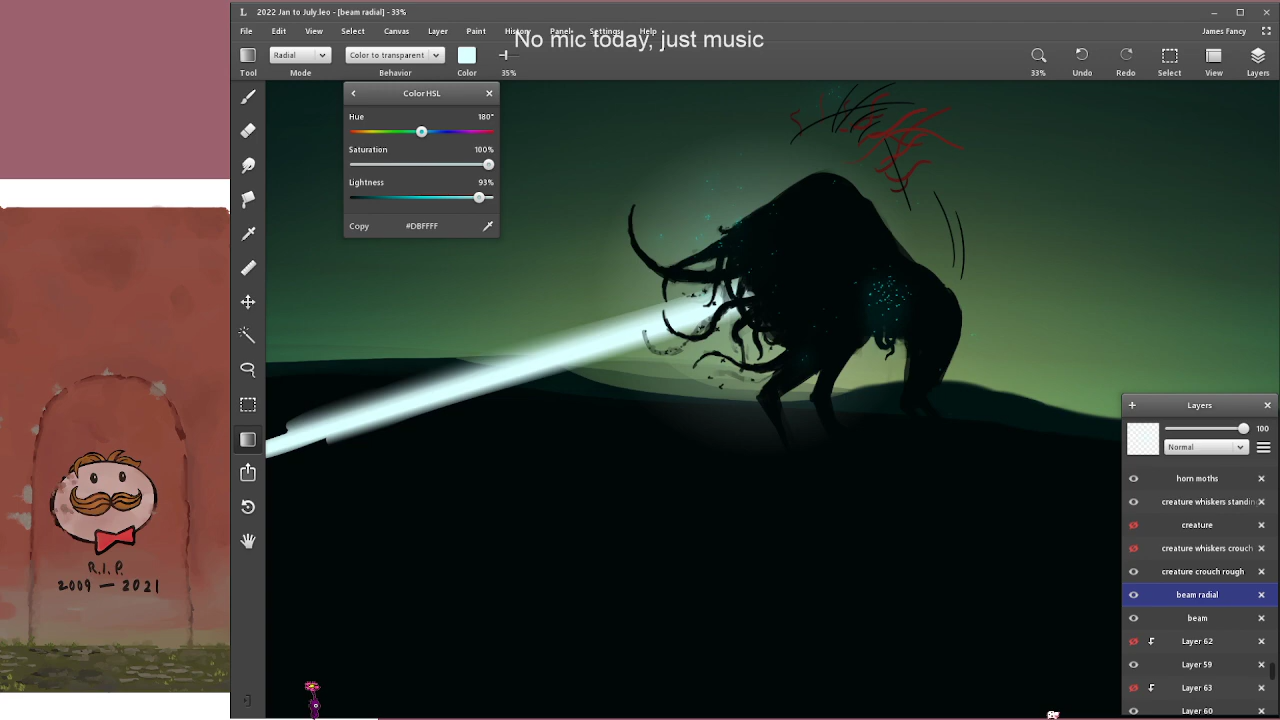 L 2022 Jan to July.leo - [beam radial] - 33%
File Edit View Select Canvas Layer Paint History Panel Settings Help James Fancy
No mic today, just music
Radial Color to transparent
Tool Mode Behavior Color 35% 33% Undo Redo Select View Layers
Color HSL
Hue 180°
Saturation 100%
Lightness 93%
Copy #DBFFFF
R.I.P.
2009 — 2021
Layers
100
Normal
horn moths
creature whiskers standin
creature
creature whiskers crouch
creature crouch rough
beam radial
beam
Layer 62
Layer 59
Layer 63
Layer 60